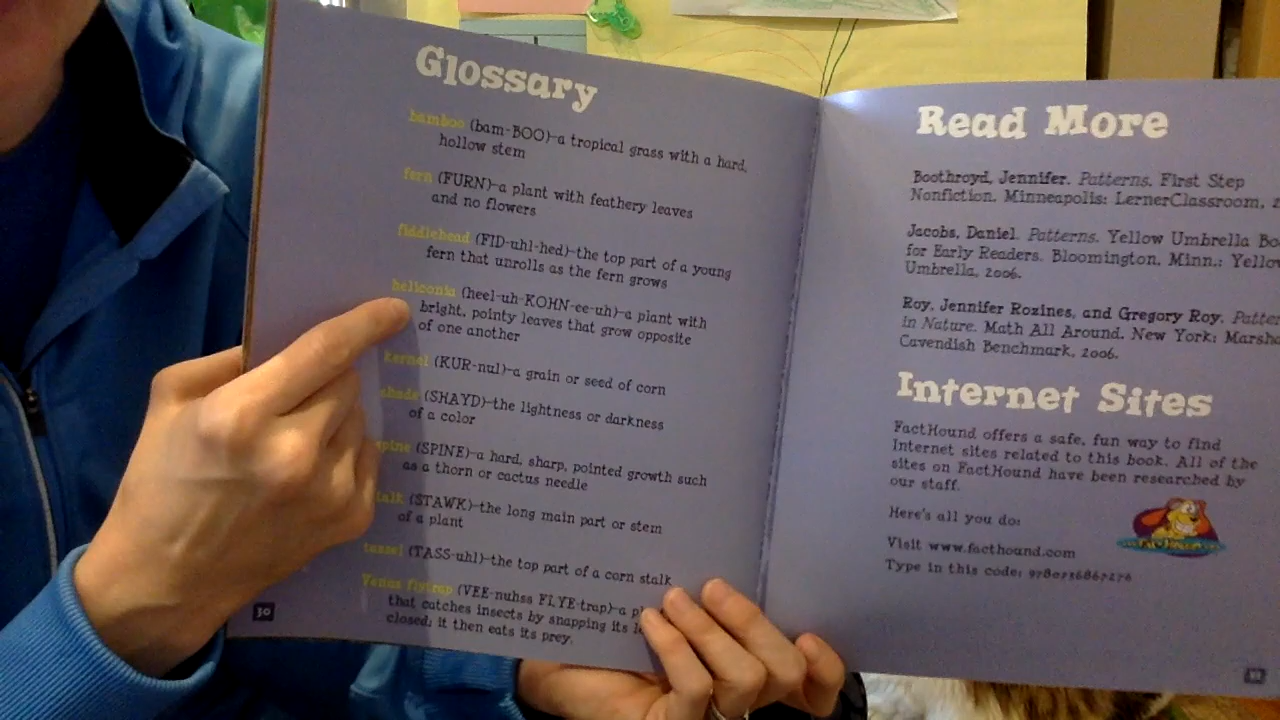 Glossary
bamboo (bam-BOO)—a tropical grass with a hard,
hollow stem
fern (FURN)—a plant with feathery leaves
and no flowers
fiddlehead (FID-uhl-hed)—the top part of a young
fern that unrolls as the fern grows
heliconia (heel-uh-KOHN-ee-uh)—a plant with
bright, pointy leaves that grow opposite
of one another
kernel (KUR-nul)—a grain or seed of corn
shade (SHAYD)—the lightness or darkness
of a color
spine (SPINE)—a hard, sharp, pointed growth such
as a thorn or cactus needle
talk (STAWK)—the long main part or stem
of a plant
tassel (TASS-uhl)—the top part of a corn stalk
Venus flytrap (VEE-nuhss FLYE-trap)—a
that catches insects by snapping its
closed; it then eats its prey.
30
Read More
Boothroyd, Jennifer. Patterns. First Step
Nonfiction. Minneapolis: LernerClassroom,
Jacobs, Daniel. Patterns. Yellow Umbrella
for Early Readers. Bloomington, Minn.: Yellow
Umbrella, 2006.
Roy, Jennifer Rozines, and Gregory Roy.
in Nature. Math All Around. New York:
Cavendish Benchmark, 2006.
Internet Sites
FactHound offers a safe, fun way to find
Internet sites related to this book. All of the
sites on FactHound have been researched by
our staff.
Here's all you do:
Visit www.facthound.com
Type in this code: